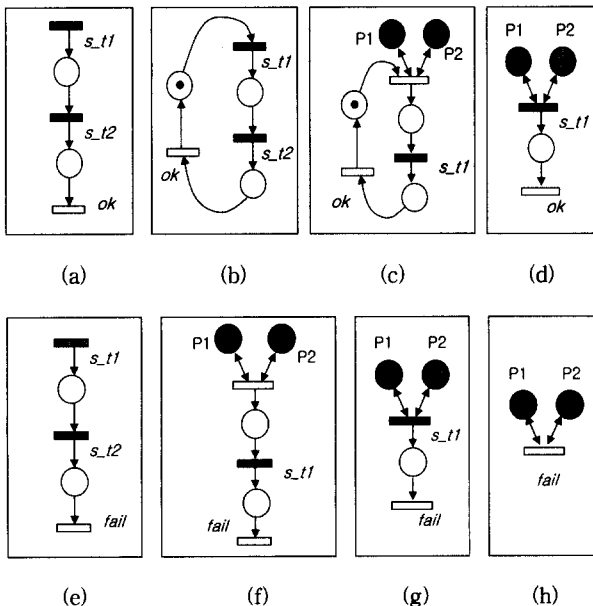 s_t1
s_t2
ok
(a)
s_t1
s_t2
ok
(b)
P1
P2
s_t1
ok
(c)
P1
P2
s_t1
ok
(d)
s_t1
s_t2
fail
(e)
P1
P2
s_t1
fail
(f)
P1
P2
s_t1
fail
(g)
P1
P2
fail
(h)